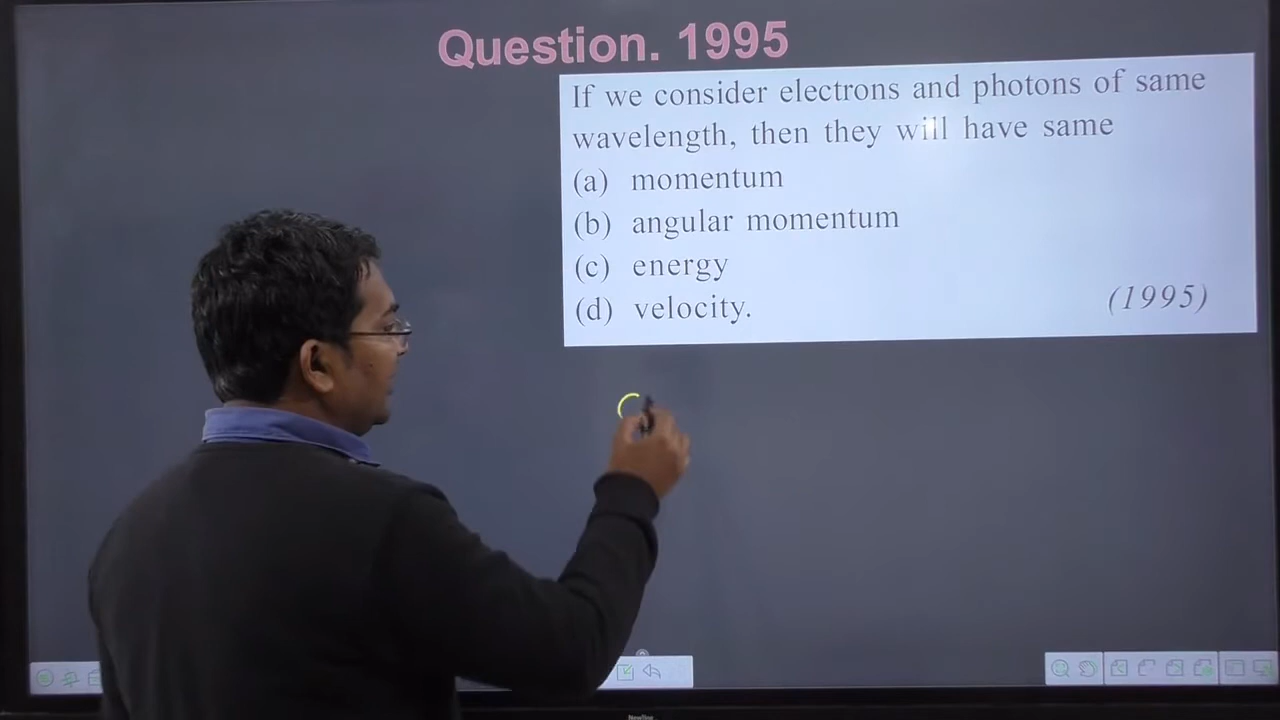 Question. 1995
If we consider electrons and photons of same
wavelength, then they will have same
(a) momentum
(b) angular momentum
(c) energy
(d) velocity.
(1995)
Newline